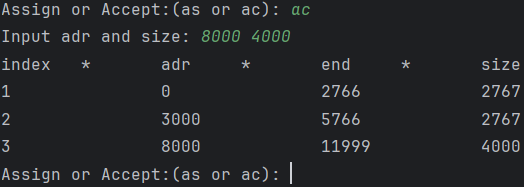 Assign or Accept:(as or ac): ac
Input adr and size: 8000 4000
index * adr * end * size
1 0 2766 2767
2 3000 5766 2767
3 8000 11999 4000
Assign or Accept:(as or ac):